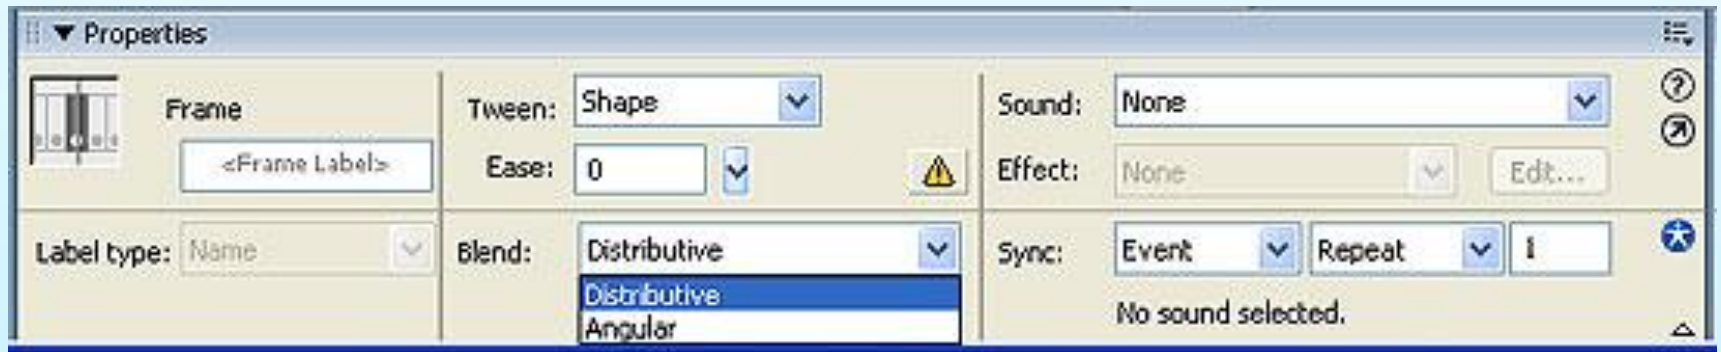 Properties
Frame
<Frame Label>
Label type: Name
Tween: Shape
Ease: 0
Blend: Distributive
Distributive
Angular
Sound: None
Effect: None Edit...
Sync: Event Repeat 1
No sound selected.